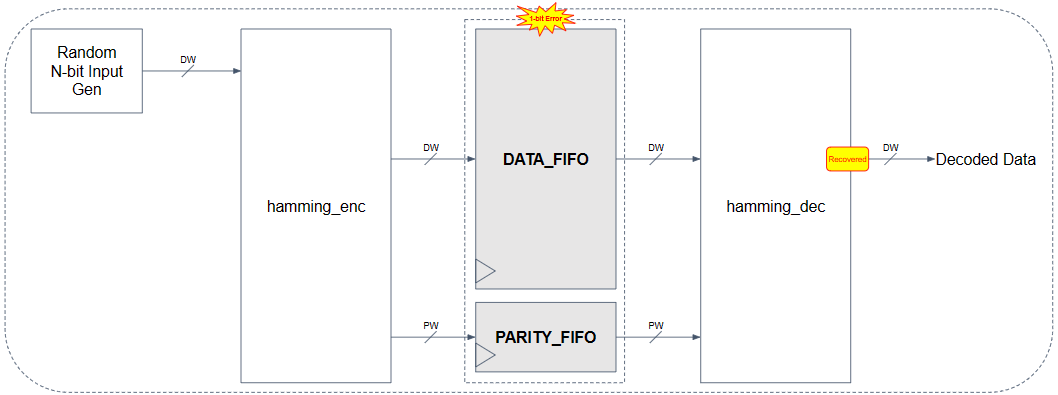 1-bit Error
Random
N-bit Input
Gen
DW
hamming_enc
DW
DATA_FIFO
DW
hamming_dec
Recovered
DW
Decoded Data
PW
PARITY_FIFO
PW